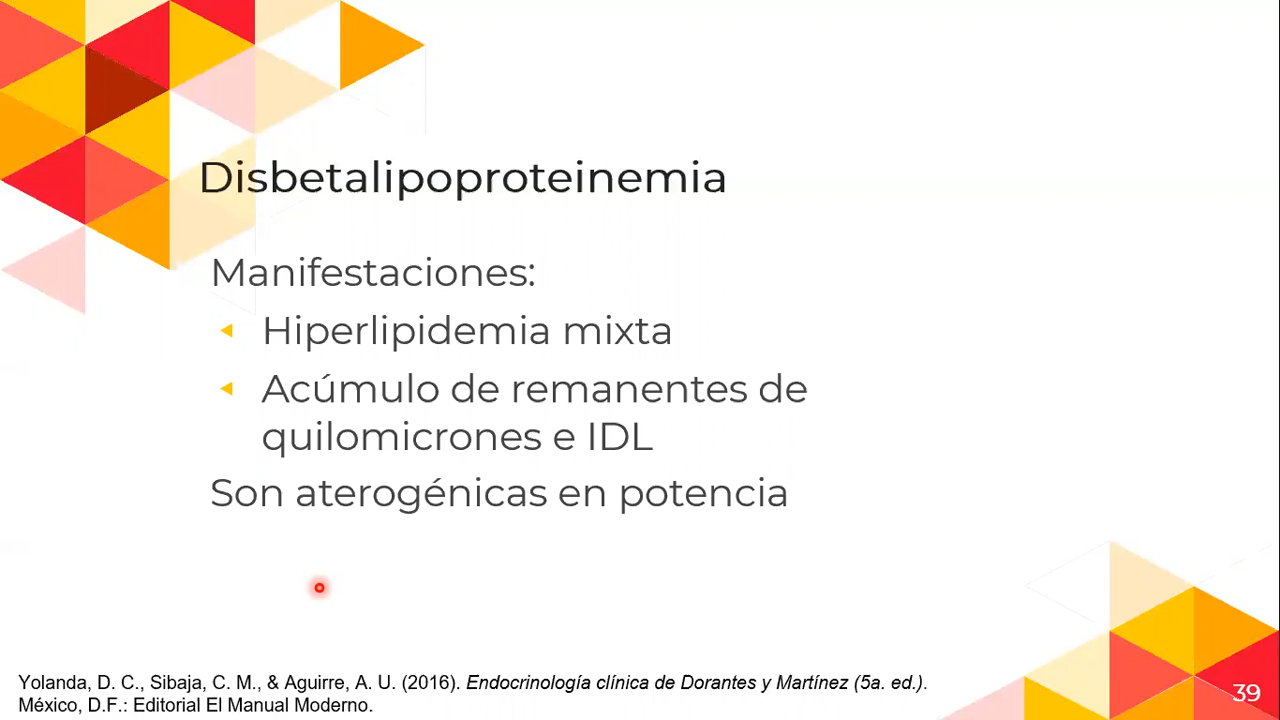 Disbetalipoproteinemia
Manifestaciones:
Hiperlipidemia mixta
Acúmulo de remanentes de
quilomicrones e IDL
Son aterogénicas en potencia
Yolanda, D. C., Sibaja, C. M., & Aguirre, A. U. (2016). Endocrinología clínica de Dorantes y Martínez (5a. ed.).
México, D.F.: Editorial El Manual Moderno.
39